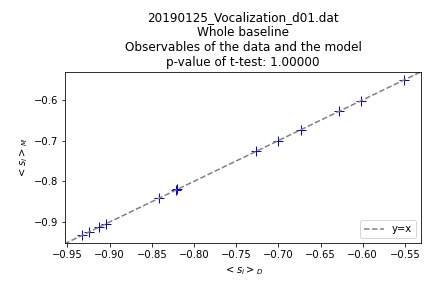 20190125_Vocalization_d01.dat
Whole baseline
Observables of the data and the model
p-value of t-test: 1.00000
−0.6
−0.7
−0.8
−0.9
< s_i >_M
y=x
−0.95 −0.90 −0.85 −0.80 −0.75 −0.70 −0.65 −0.60 −0.55
< s_i >_D